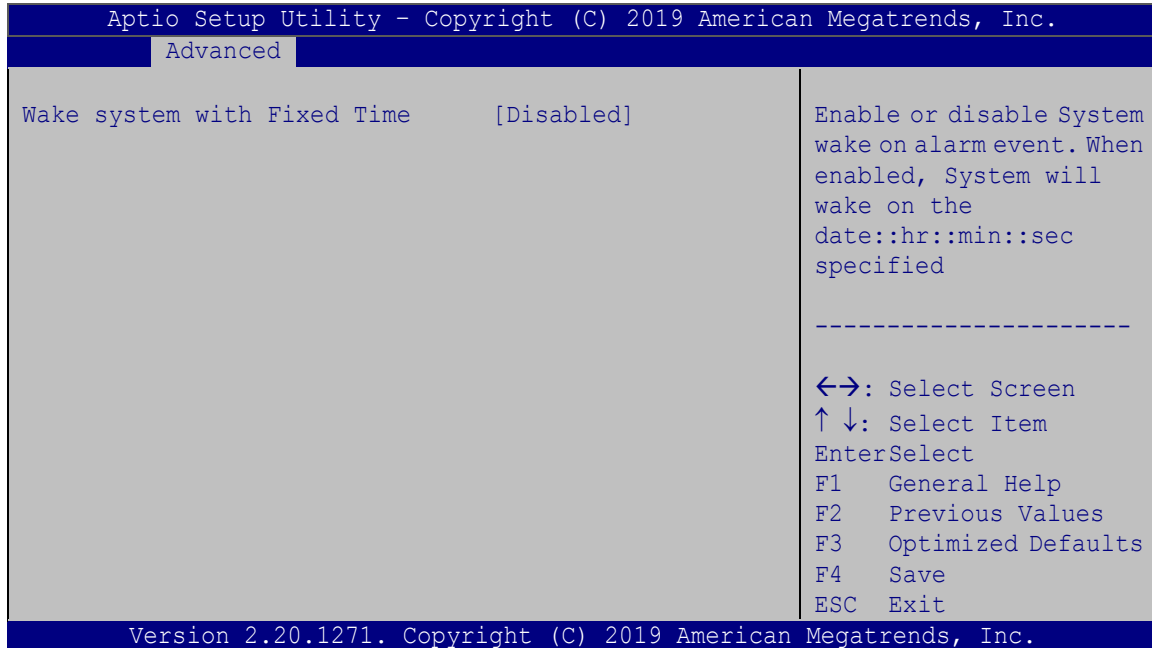 Aptio Setup Utility – Copyright (C) 2019 American Megatrends, Inc.
Advanced
Wake system with Fixed Time [Disabled]
Enable or disable System
wake on alarm event. When
enabled, System will
wake on the
date::hr::min::sec
specified
----------------------
←→: Select Screen
↑ ↓: Select Item
EnterSelect
F1 General Help
F2 Previous Values
F3 Optimized Defaults
F4 Save
ESC Exit
Version 2.20.1271. Copyright (C) 2019 American Megatrends, Inc.